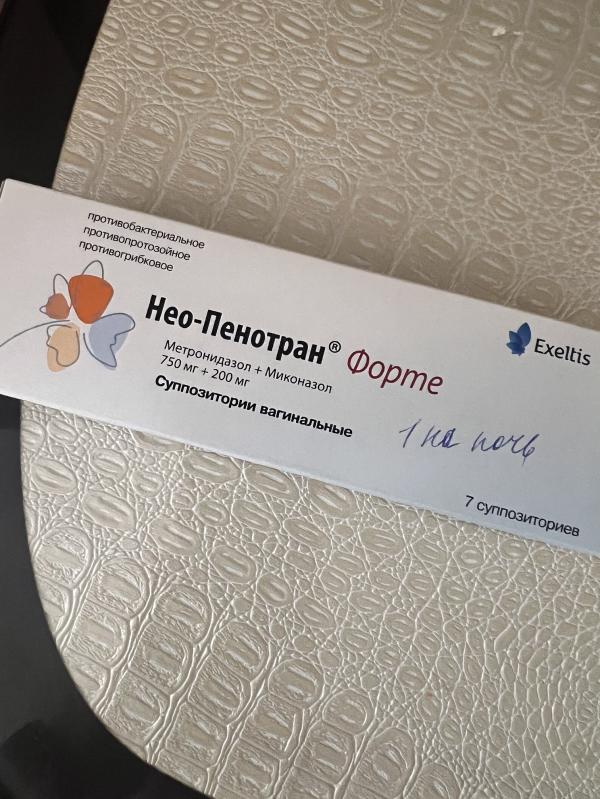 противобактериальное
противопротозойное
противогрибковое
Нео-Пенотран® Форте
Метронидазол + Миконазол
750 мг + 200 мг
Суппозитории вагинальные
Exeltis
1 на ночь
7 суппозиториев